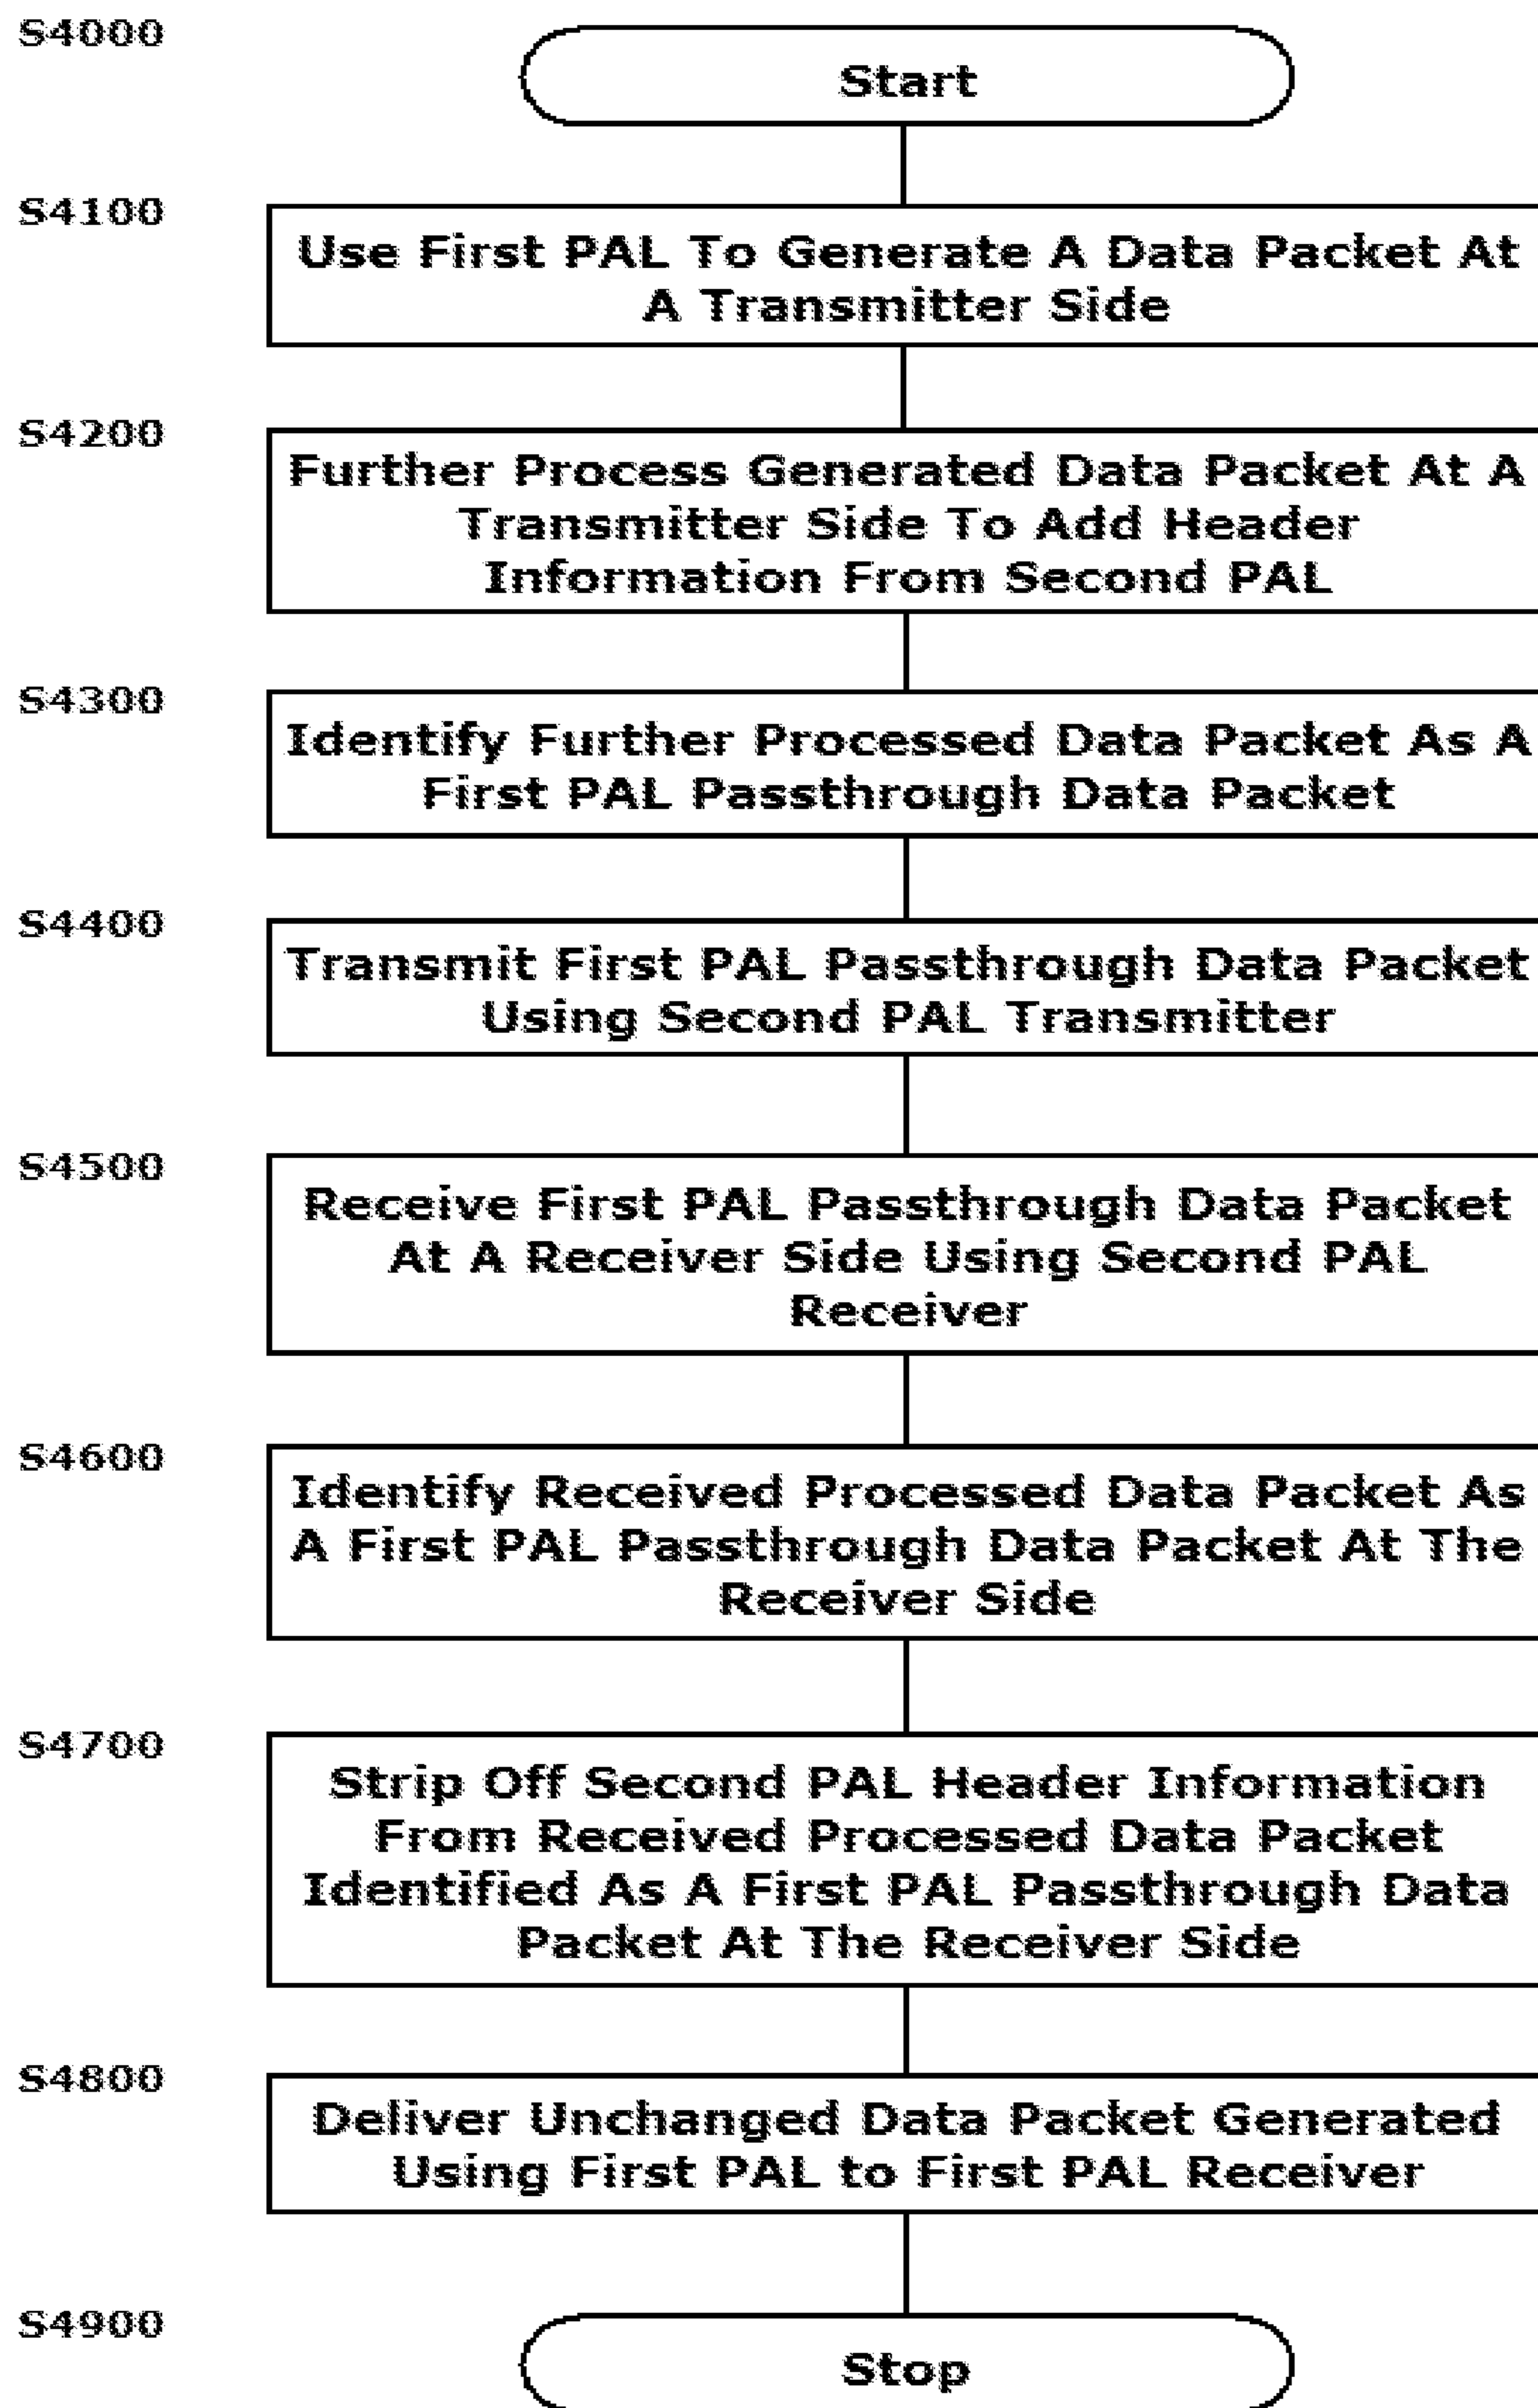 S4000
Start
S4100
Use First PAL To Generate A Data Packet At
A Transmitter Side
S4200
Further Process Generated Data Packet At A
Transmitter Side To Add Header
Information From Second PAL
S4300
Identify Further Processed Data Packet As A
First PAL Passthrough Data Packet
S4400
Transmit First PAL Passthrough Data Packet
Using Second PAL Transmitter
S4500
Receive First PAL Passthrough Data Packet
At A Receiver Side Using Second PAL
Receiver
S4600
Identify Received Processed Data Packet As
A First PAL Passthrough Data Packet At The
Receiver Side
S4700
Strip Off Second PAL Header Information
From Received Processed Data Packet
Identified As A First PAL Passthrough Data
Packet At The Receiver Side
S4800
Deliver Unchanged Data Packet Generated
Using First PAL to First PAL Receiver
S4900
Stop